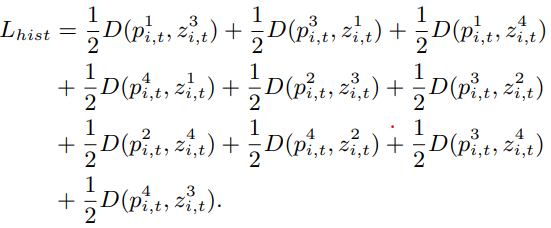 L_{hist} = \frac{1}{2}D(p^1_{i,t}, z^3_{i,t}) + \frac{1}{2}D(p^3_{i,t}, z^1_{i,t}) + \frac{1}{2}D(p^1_{i,t}, z^4_{i,t})
+ \frac{1}{2}D(p^4_{i,t}, z^1_{i,t}) + \frac{1}{2}D(p^2_{i,t}, z^3_{i,t}) + \frac{1}{2}D(p^3_{i,t}, z^2_{i,t})
+ \frac{1}{2}D(p^2_{i,t}, z^4_{i,t}) + \frac{1}{2}D(p^4_{i,t}, z^2_{i,t}) + \frac{1}{2}D(p^3_{i,t}, z^4_{i,t})
+ \frac{1}{2}D(p^4_{i,t}, z^3_{i,t}).